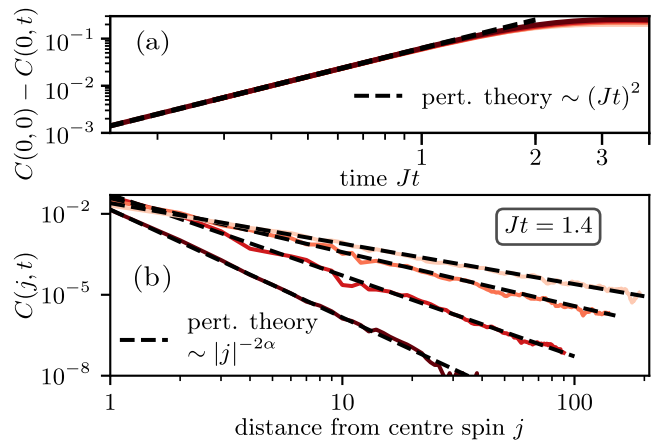 C(0,0) − C(0,t)
10⁻¹
10⁻²
10⁻³
(a)
pert. theory ∼ (Jt)²
1
2
3
time Jt
C(j,t)
10⁻²
10⁻⁵
10⁻⁸
Jt = 1.4
(b)
pert. theory
∼ |j|⁻²ᵅ
1
10
100
distance from centre spin j